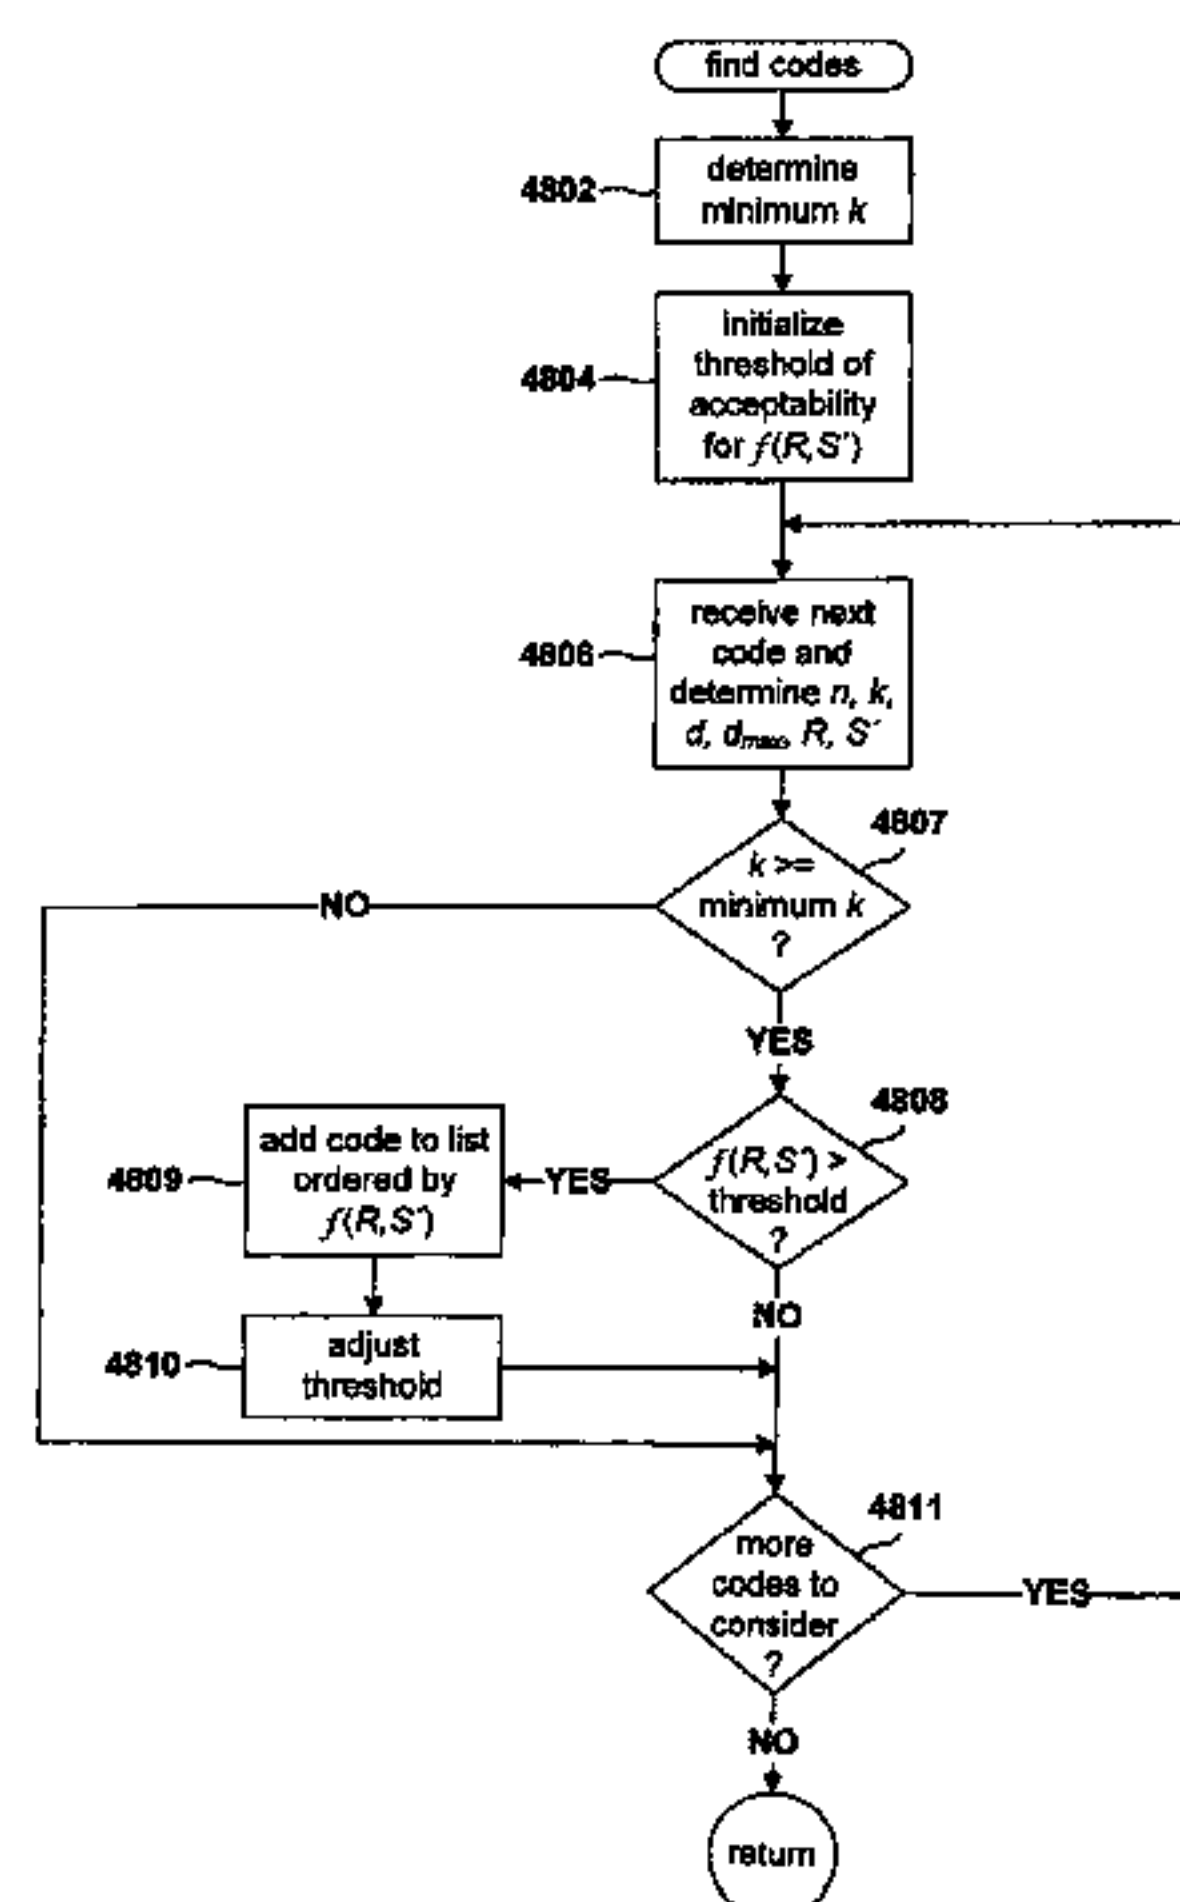 find codes
4802
determine
minimum k
4804
initialize
threshold of
acceptability
for f(R,S′)
4806
receive next
code and
determine n, k,
d, dmax, R, S′
4807
k >=
minimum k
?
NO
YES
4808
f(R,S′) >
threshold
?
YES
4809
add code to list
ordered by
f(R,S′)
NO
4810
adjust
threshold
4811
more
codes to
consider
?
YES
NO
return